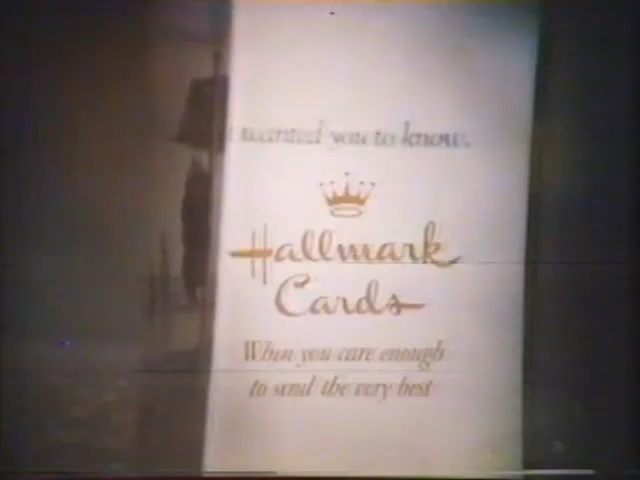 I wanted you to know.
Hallmark
Cards
When you care enough
to send the very best